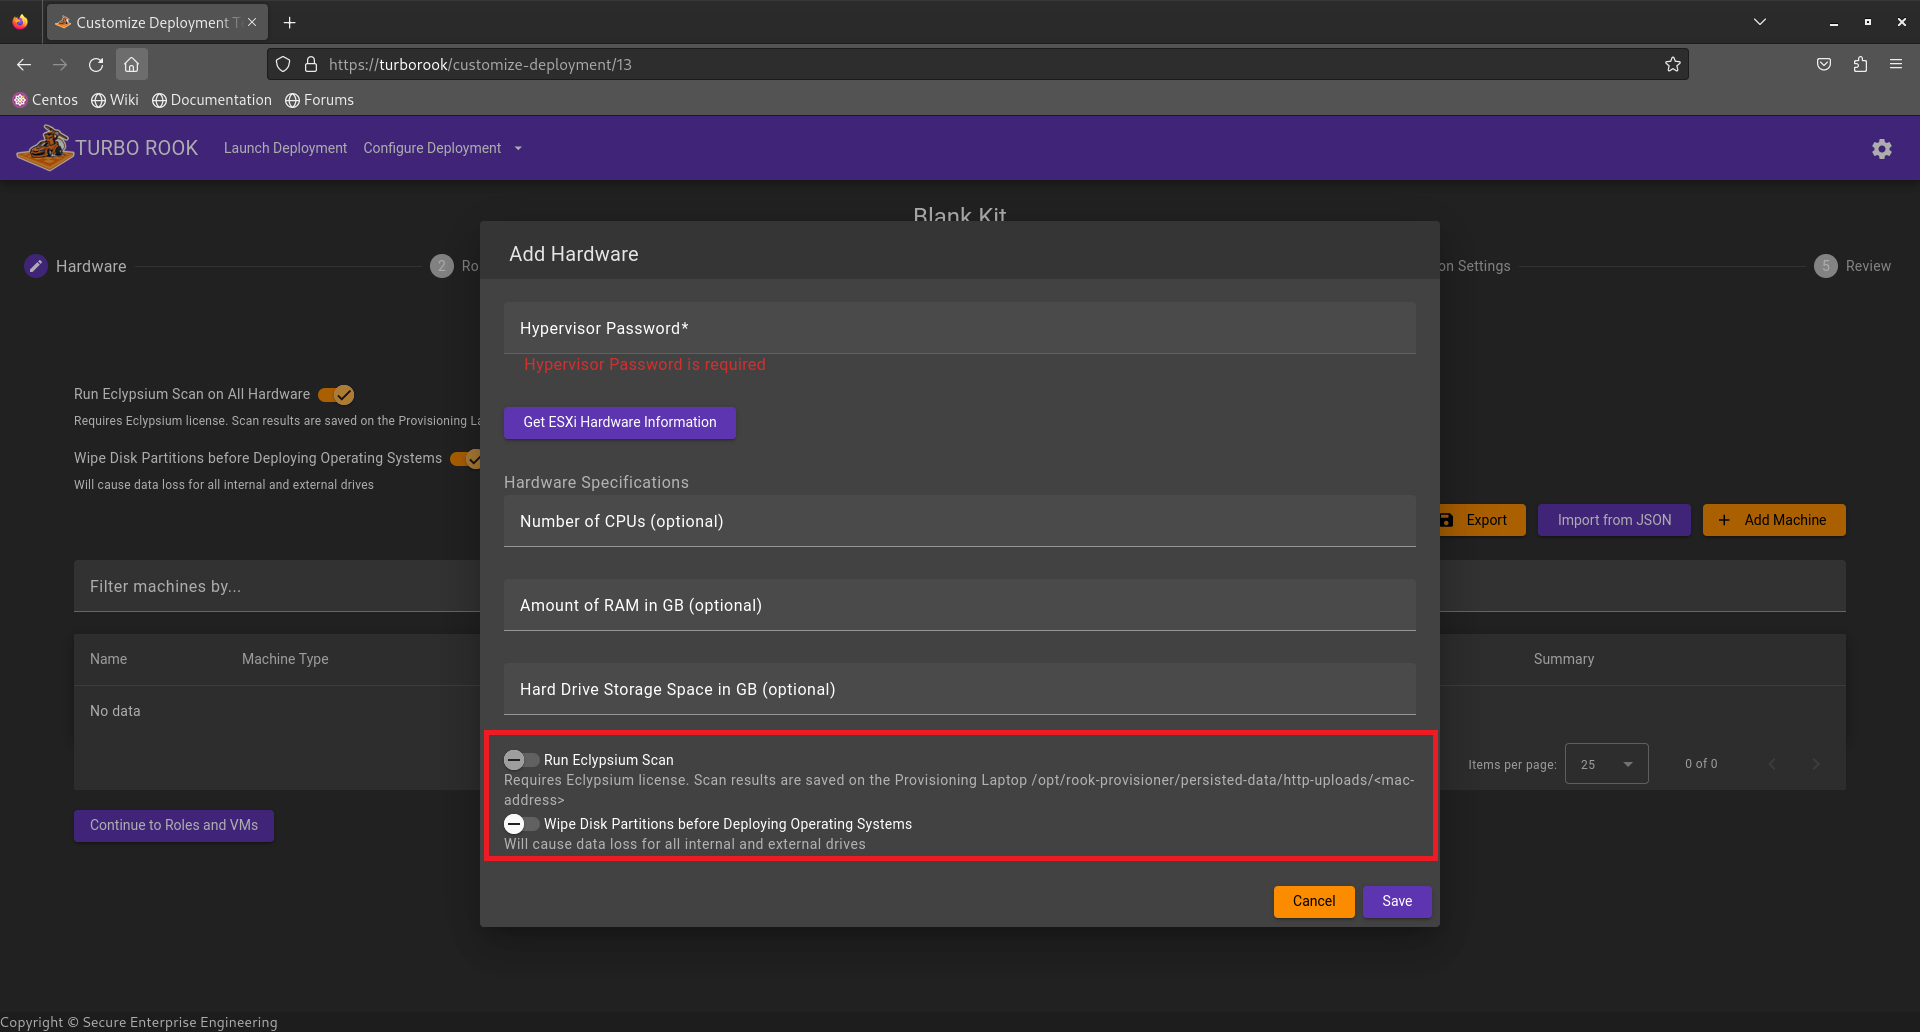 Customize Deployment T
https://turborook/customize-deployment/13
Centos
Wiki
Documentation
Forums
TURBO ROOK
Launch Deployment
Configure Deployment
Blank Kit
Hardware
2
Ro
on Settings
5
Review
Run Eclypsium Scan on All Hardware
Requires Eclypsium license. Scan results are saved on the Provisioning La
Wipe Disk Partitions before Deploying Operating Systems
Will cause data loss for all internal and external drives
Export
Import from JSON
Add Machine
Filter machines by...
Name
Machine Type
Summary
No data
Items per page:
25
0 of 0
Continue to Roles and VMs
Add Hardware
Hypervisor Password*
Hypervisor Password is required
Get ESXi Hardware Information
Hardware Specifications
Number of CPUs (optional)
Amount of RAM in GB (optional)
Hard Drive Storage Space in GB (optional)
Run Eclypsium Scan
Requires Eclypsium license. Scan results are saved on the Provisioning Laptop /opt/rook-provisioner/persisted-data/http-uploads/<mac-
address>
Wipe Disk Partitions before Deploying Operating Systems
Will cause data loss for all internal and external drives
Cancel
Save
Copyright © Secure Enterprise Engineering